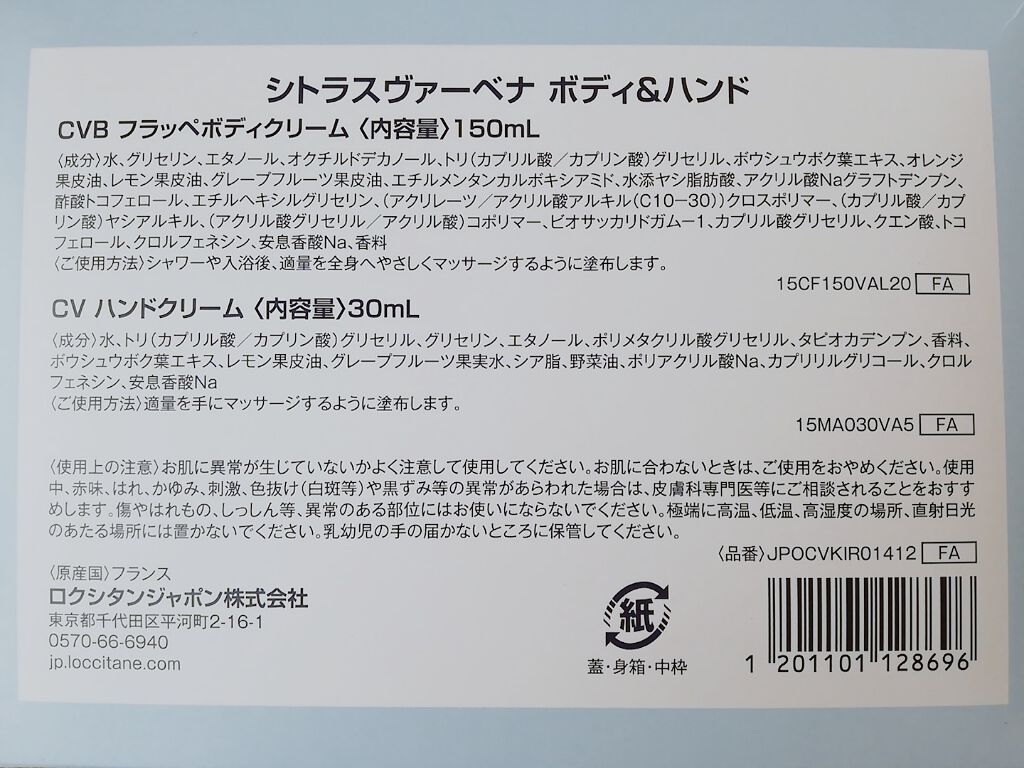 シトラスヴァーベナ ボディ&ハンド
CVB フラッペボディクリーム 〈内容量〉150mL
〈成分〉水、グリセリン、エタノール、オクチルドデカノール、トリ(カプリル酸／カプリン酸)グリセリル、ボウシュウボク葉エキス、オレンジ
果皮油、レモン果皮油、グレープフルーツ果皮油、エチルメンタンカルボキシアミド、水添ヤシ脂肪酸、アクリル酸Naグラフトデンプン、
酢酸トコフェロール、エチルヘキシルグリセリン、(アクリレーツ／アクリル酸アルキル(C10－30))クロスポリマー、(カプリル酸／カプ
リン酸)ヤシアルキル、(アクリル酸グリセリル／アクリル酸)コポリマー、ビオサッカリドガム－1、カプリル酸グリセリル、クエン酸、トコ
フェロール、クロルフェネシン、安息香酸Na、香料
〈ご使用方法〉シャワーや入浴後、適量を全身へやさしくマッサージするように塗布します。
15CF150VAL20 FA
CV ハンドクリーム 〈内容量〉30mL
〈成分〉水、トリ(カプリル酸／カプリン酸)グリセリル、グリセリン、エタノール、ポリメタクリル酸グリセリル、タピオカデンプン、香料、
ボウシュウボク葉エキス、レモン果皮油、グレープフルーツ果実水、シア脂、野菜油、ポリアクリル酸Na、カプリリルグリコール、クロル
フェネシン、安息香酸Na
〈ご使用方法〉適量を手にマッサージするように塗布します。
15MA030VA5 FA
〈使用上の注意〉お肌に異常が生じていないかよく注意して使用してください。お肌に合わないときは、ご使用をおやめください。使用
中、赤味、はれ、かゆみ、刺激、色抜け(白斑等)や黒ずみ等の異常があらわれた場合は、皮膚科専門医等にご相談されることをおすす
めします。傷やはれもの、しっしん等、異常のある部位にはお使いにならないでください。極端に高温、低温、高湿度の場所、直射日光
のあたる場所には置かないでください。乳幼児の手の届かないところに保管してください。
〈品番〉JPOCVKIR01412 FA
〈原産国〉フランス
ロクシタンジャポン株式会社
東京都千代田区平河町2-16-1
0570-66-6940
jp.loccitane.com
紙
蓋・身箱・中枠
1 201101 128696